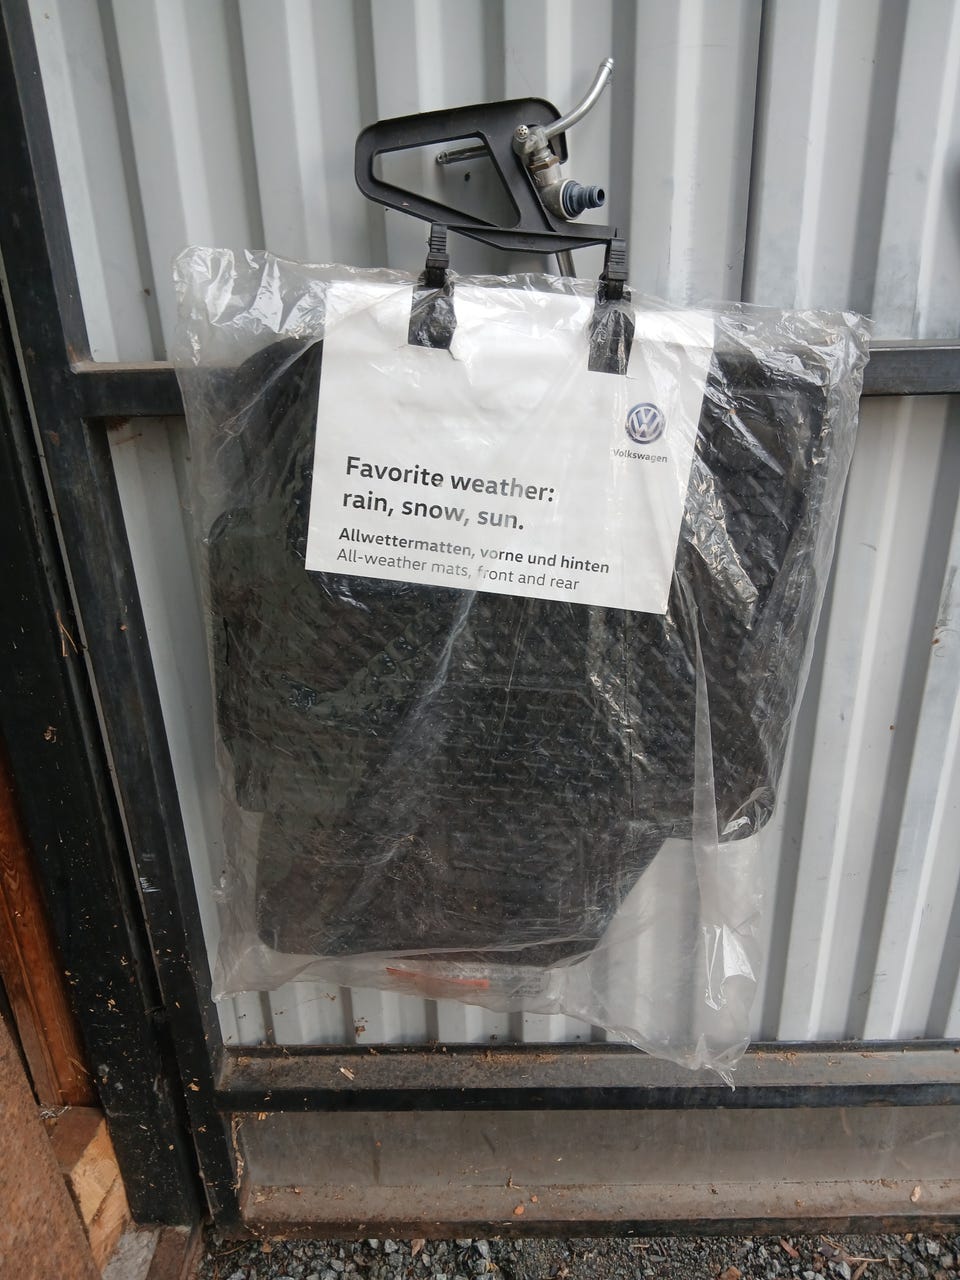 Volkswagen
Favorite weather:
rain, snow, sun.
Allwettermatten, vorne und hinten
All-weather mats, front and rear